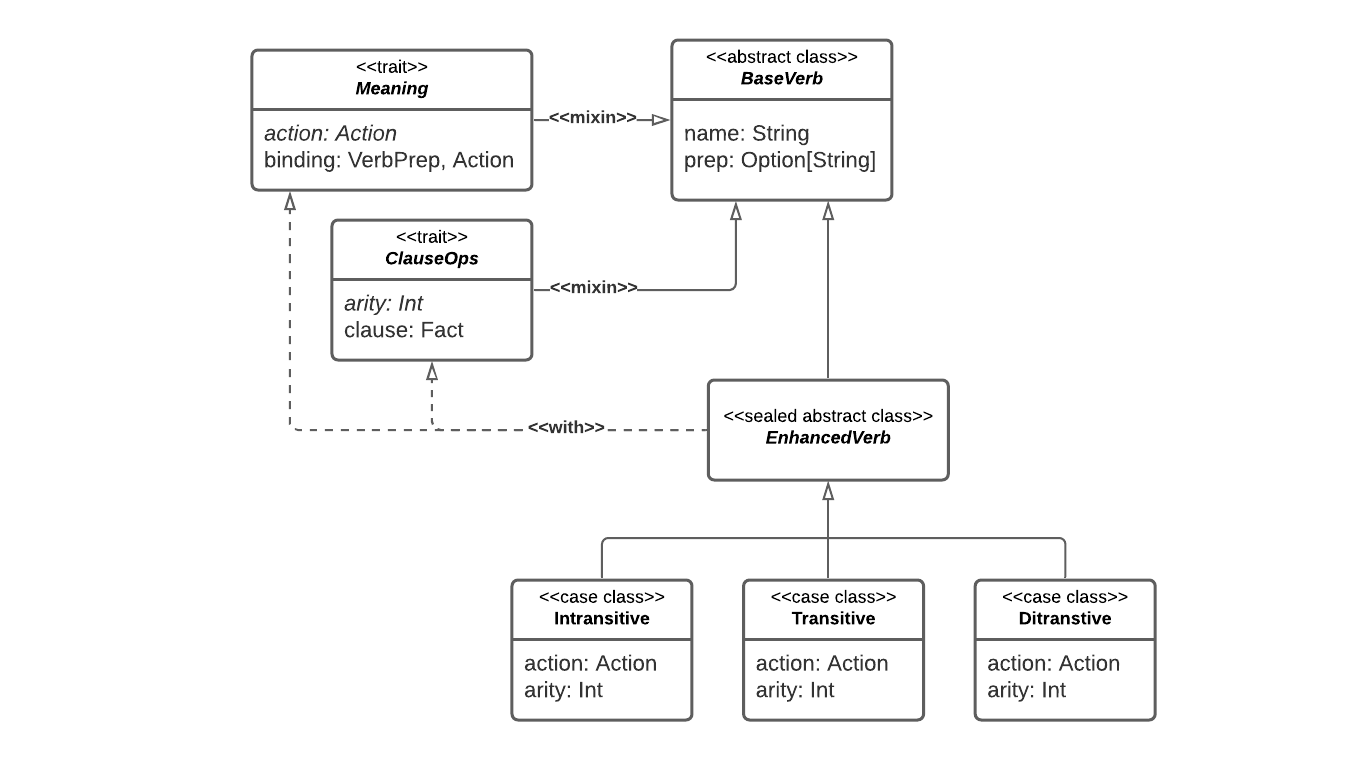 <<trait>>
Meaning
action: Action
binding: VerbPrep, Action
<<mixin>>
<<abstract class>>
BaseVerb
name: String
prep: Option[String]
<<trait>>
ClauseOps
arity: Int
clause: Fact
<<mixin>>
<<with>>
<<sealed abstract class>>
EnhancedVerb
<<case class>>
Intransitive
action: Action
arity: Int
<<case class>>
Transitive
action: Action
arity: Int
<<case class>>
Ditranstive
action: Action
arity: Int